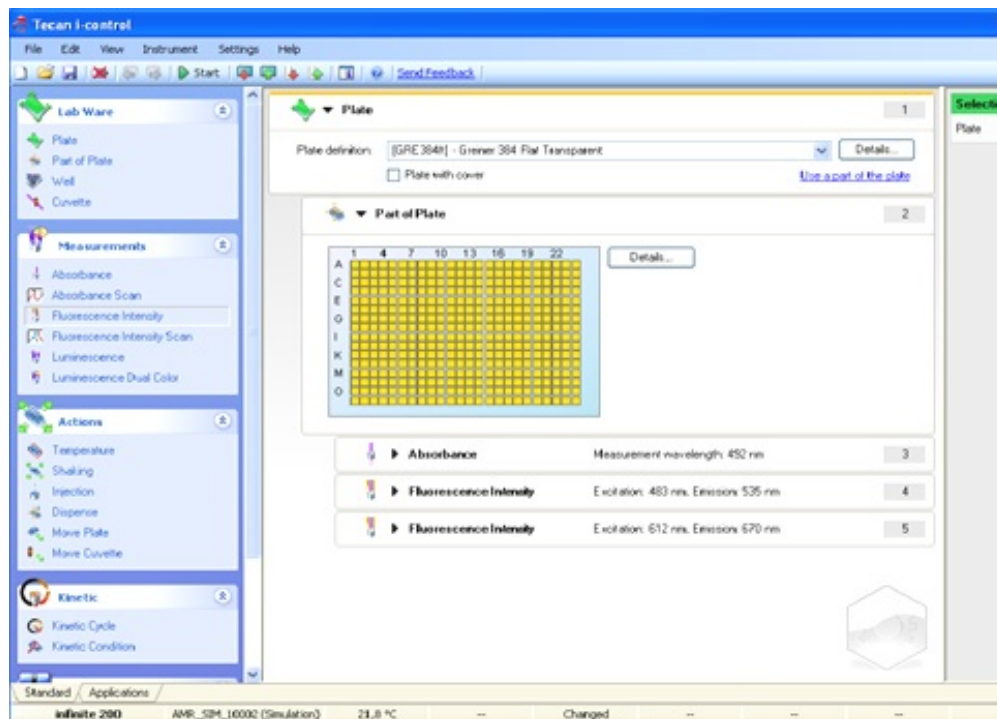 Tecan i-control
File Edit View Instrument Settings Help
Start Send Feedback
Lab Ware
Plate
Part of Plate
Well
Cuvette
Measurements
Absorbance
Absorbance Scan
Fluorescence Intensity
Fluorescence Intensity Scan
Luminescence
Luminescence Dual Color
Actions
Temperature
Shaking
Injection
Dispense
Move Plate
Move Cuvette
Kinetic
Kinetic Cycle
Kinetic Condition
Plate 1
Plate definition: [GRE384ft] - Greiner 384 Flat Transparent Details...
Plate with cover Use a part of the plate
Part of Plate 2
1 4 7 10 13 16 19 22
Details...
A
C
E
G
I
K
M
O
Absorbance Measurement wavelength: 492 nm 3
Fluorescence Intensity Excitation: 483 nm, Emission: 535 nm 4
Fluorescence Intensity Excitation: 612 nm, Emission: 670 nm 5
Selecti
Plate
Standard Applications
infinite 200 AMR_SIM_10002 (Simulation) 21.8 °C -- Changed -- -- --